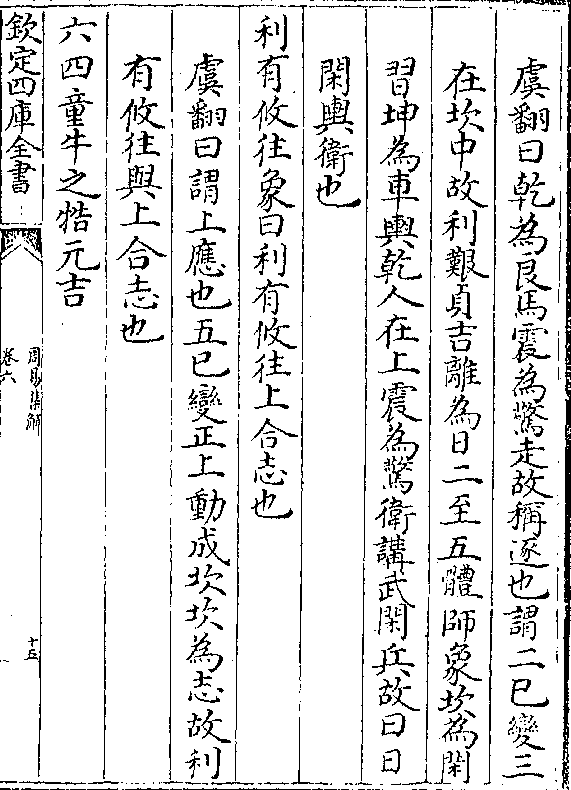 虞翻曰乾為良馬震為驚走故稱逐也謂二已變三
在坎中故利艱貞吉離為日二至五體師象坎為閑
習坤為車輿乾人在上震為驚衛講武閑兵故曰日
閑輿衛也
利有攸往象曰利有攸往上合志也
虞翻曰謂上應也五已變正上動成坎坎為志故利
有攸往與上合志也
六四童牛之牿元吉
欽定四庫全書
周易集解
卷六
十五